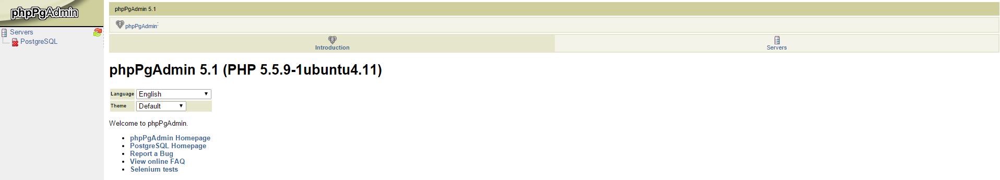 phpPgAdmin
Servers
PostgreSQL
phpPgAdmin 5.1
phpPgAdmin:
Introduction
Servers
phpPgAdmin 5.1 (PHP 5.5.9-1ubuntu4.11)
Language English
Theme Default
Welcome to phpPgAdmin.
phpPgAdmin Homepage
PostgreSQL Homepage
Report a Bug
View online FAQ
Selenium tests